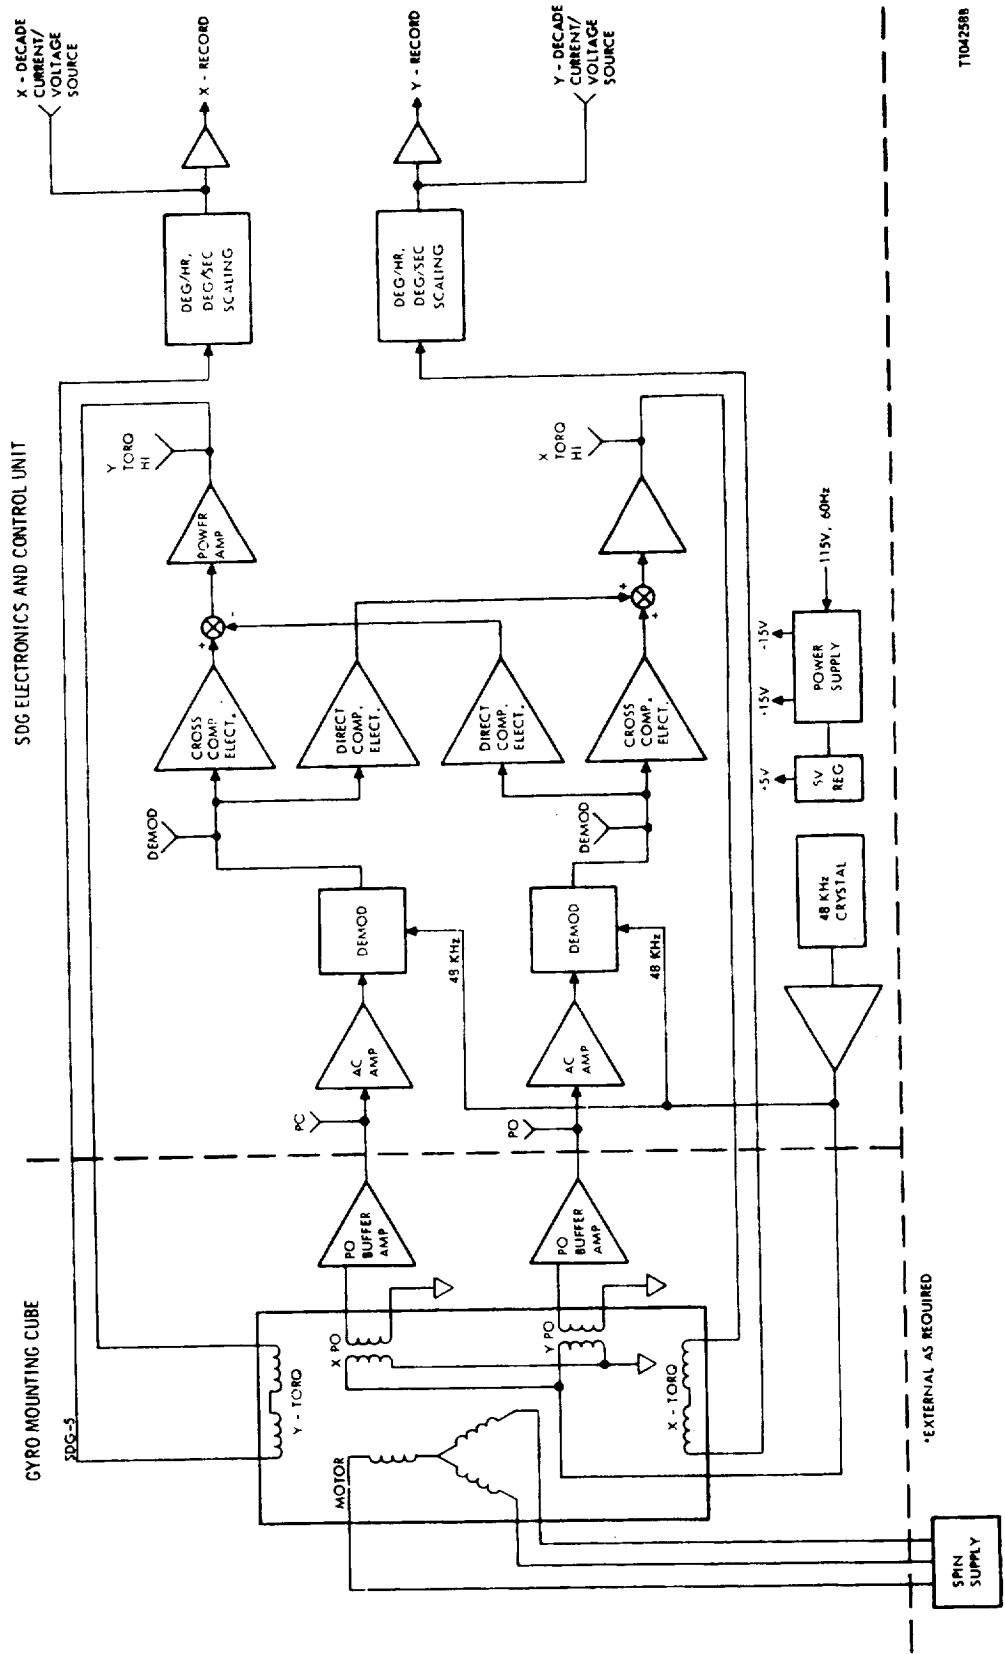 SDG ELECTRONICS AND CONTROL UNIT
GYRO MOUNTING CUBE
SDG-5
Y - TORQ
MOTOR
X PO
Y PO
X - TORQ
SPIN
SUPPLY
*EXTERNAL AS REQUIRED
PO
BUFFER
AMP
PO
BUFFER
AMP
PC
PO
AC
AMP
AC
AMP
48 KHz
48 KHz
DEMOD
DEMOD
DEMOD
DEMOD
48 KHz
CRYSTAL
CROSS
COMP
ELECT.
DIRECT
COMP.
ELECT.
DIRECT
COMP.
ELECT.
CROSS
COMP.
ELECT.
+
-
+
+
POWER
AMP
Y
TORQ
HI
X
TORQ
HI
5V
REG
POWER
SUPPLY
-5V
-15V
-15V
115V, 60Hz
DEG/HR,
DEG/SEC
SCALING
DEG/HR,
DEG/SEC
SCALING
X - DECADE
CURRENT/
VOLTAGE
SOURCE
X - RECORD
Y - RECORD
Y - DECADE
CURRENT/
VOLTAGE
SOURCE
T104258B